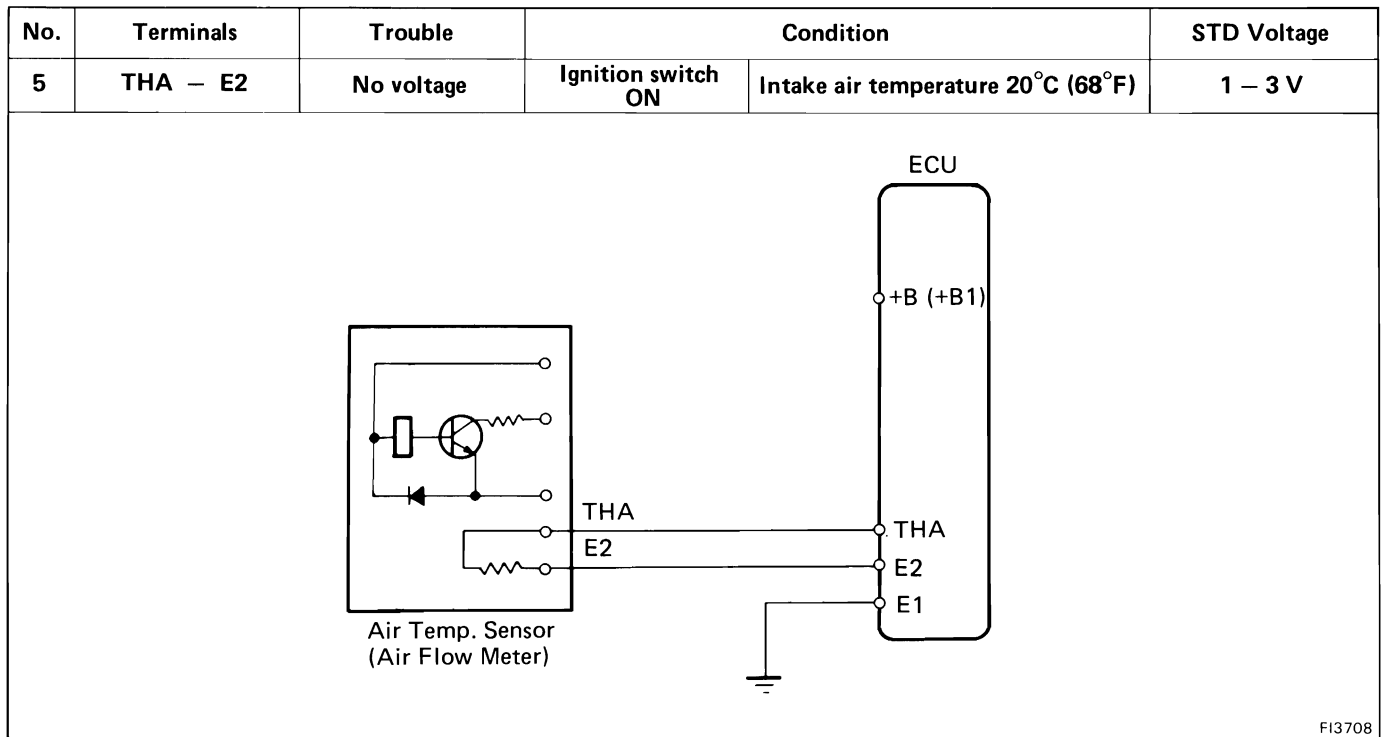 No. Terminals Trouble Condition STD Voltage
5 THA – E2 No voltage Ignition switch ON Intake air temperature 20°C (68°F) 1 – 3 V
ECU
+B (+B1)
THA
E2
THA
E2
E1
Air Temp. Sensor
(Air Flow Meter)
FI3708